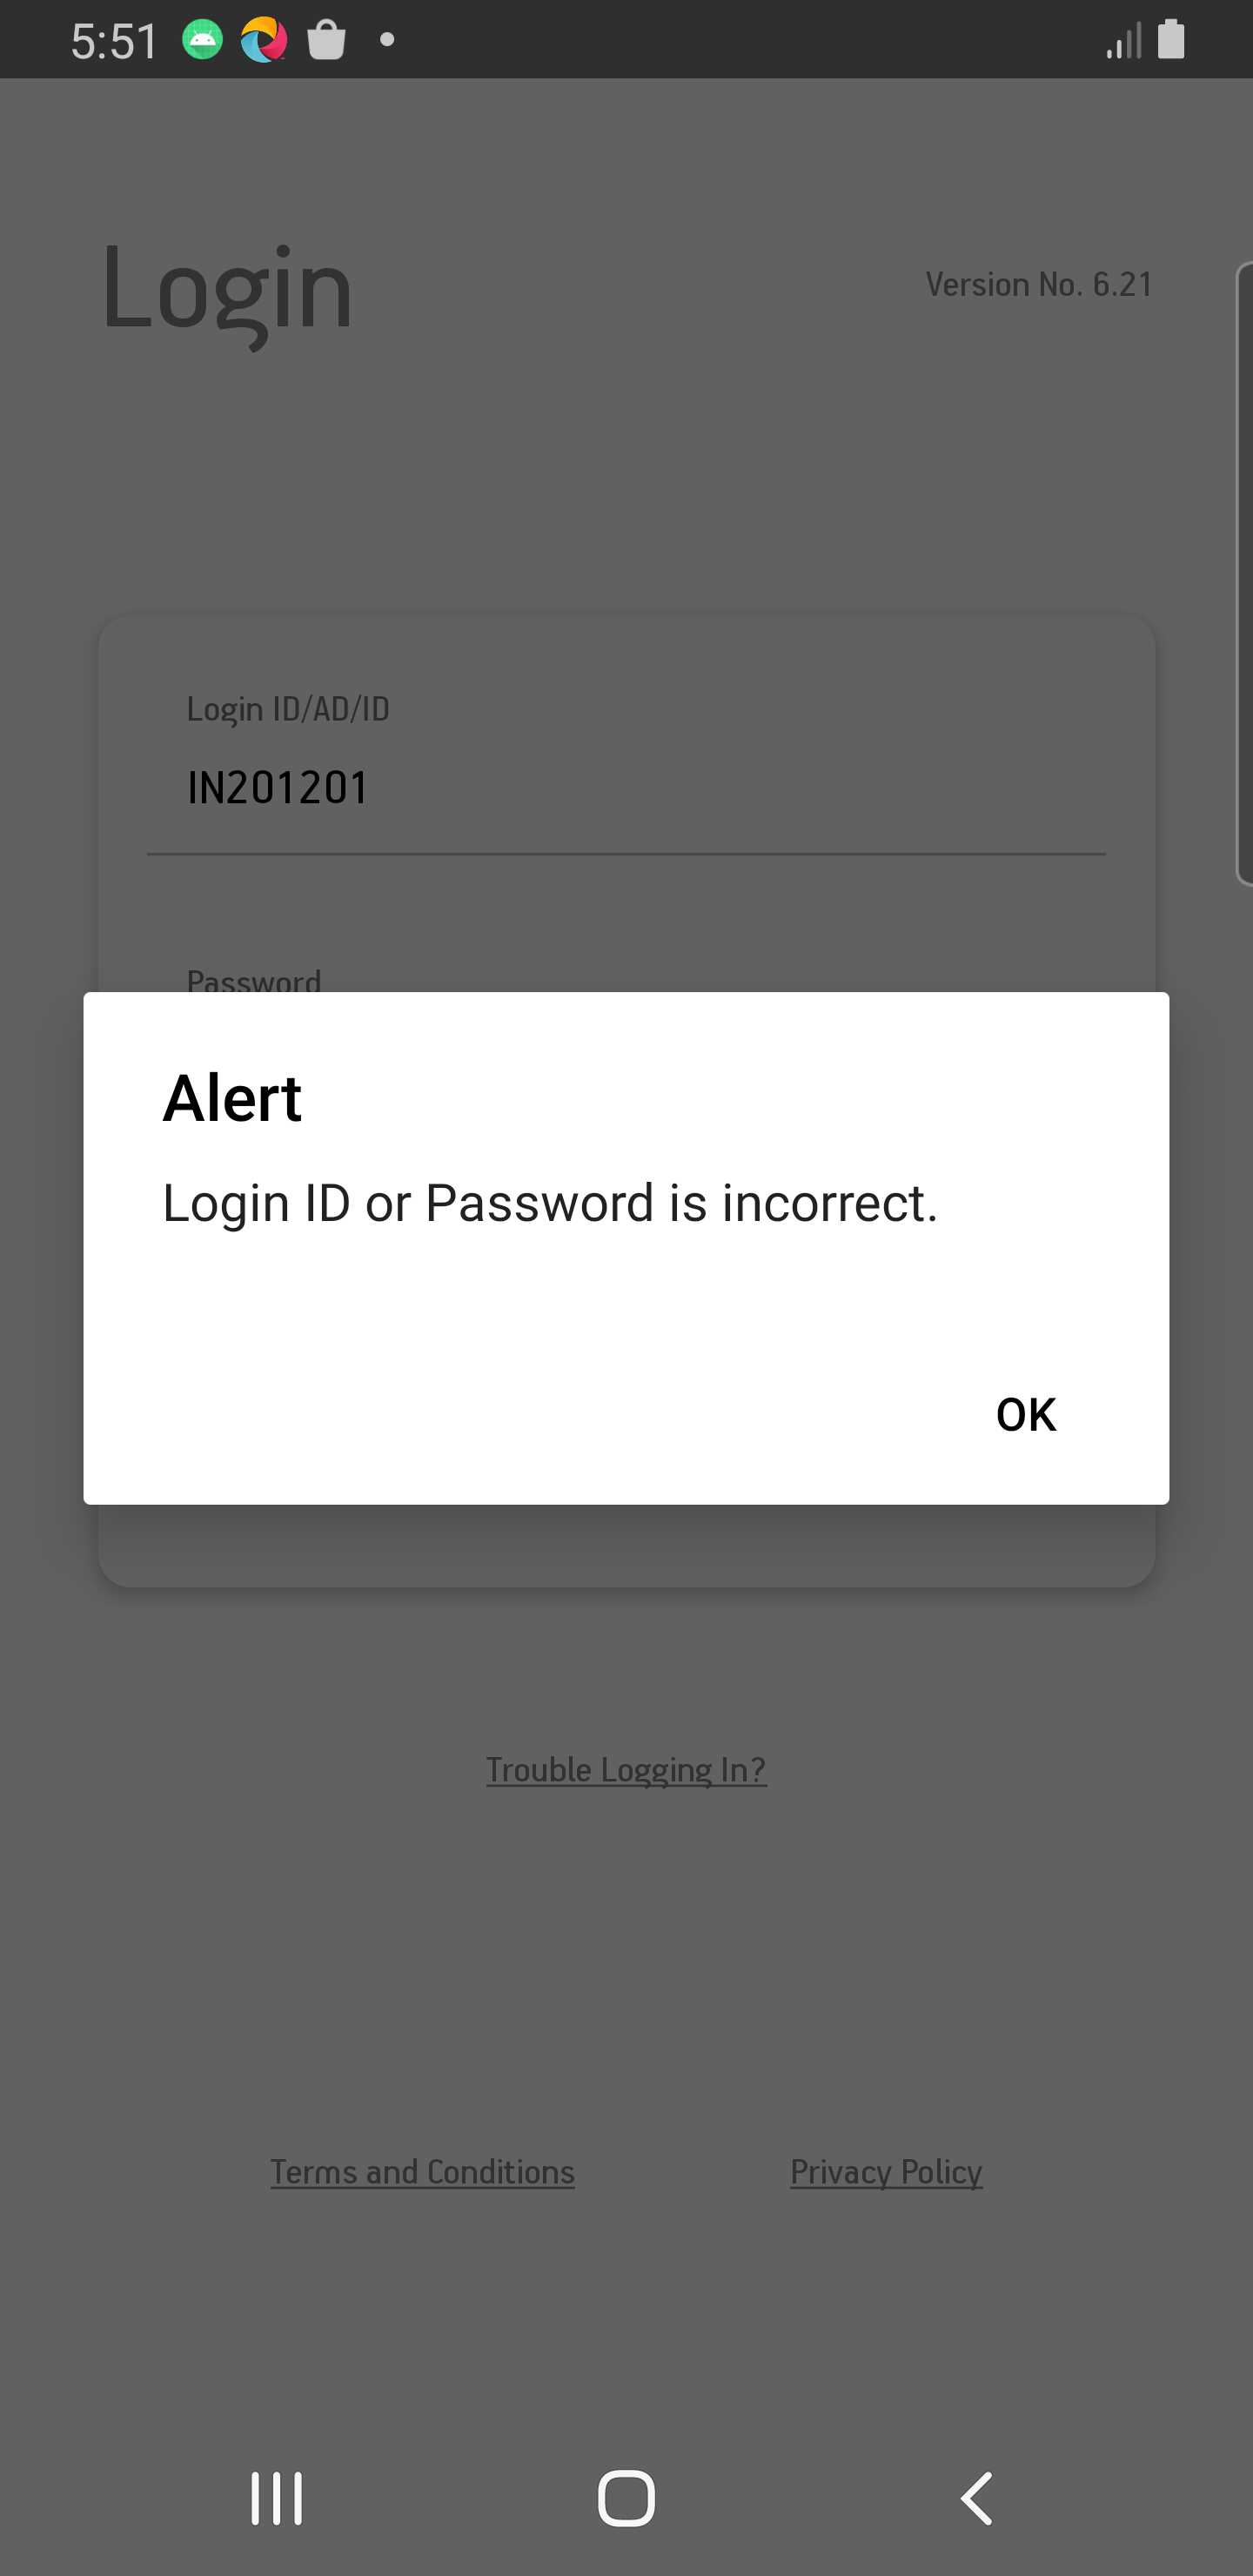 5:51
Login
Version No. 6.21
Login ID/AD/ID
IN201201
Password
Alert
Login ID or Password is incorrect.
OK
Trouble Logging In?
Terms and Conditions
Privacy Policy